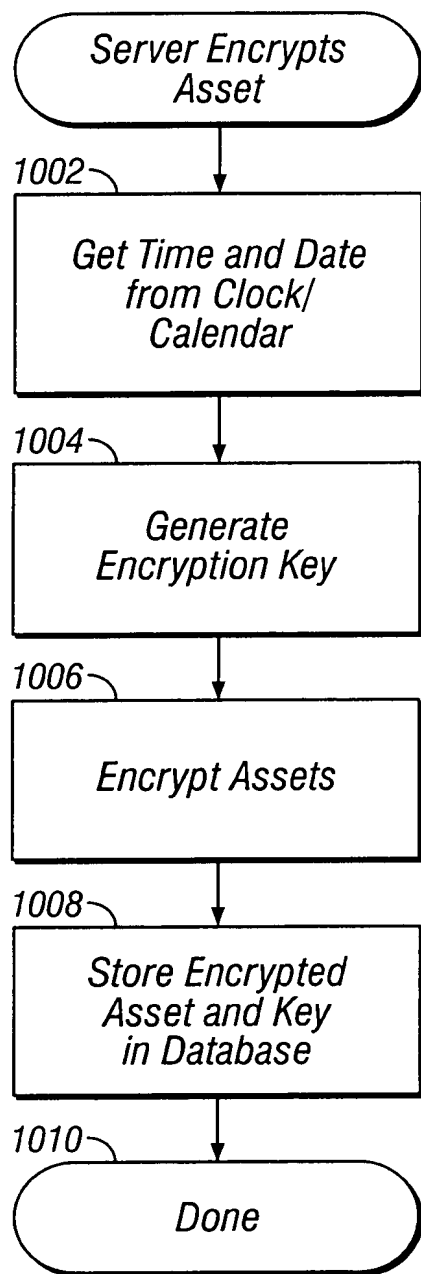 Server Encrypts
Asset
1002
Get Time and Date
from Clock/
Calendar
1004
Generate
Encryption Key
1006
Encrypt Assets
1008
Store Encrypted
Asset and Key
in Database
1010
Done